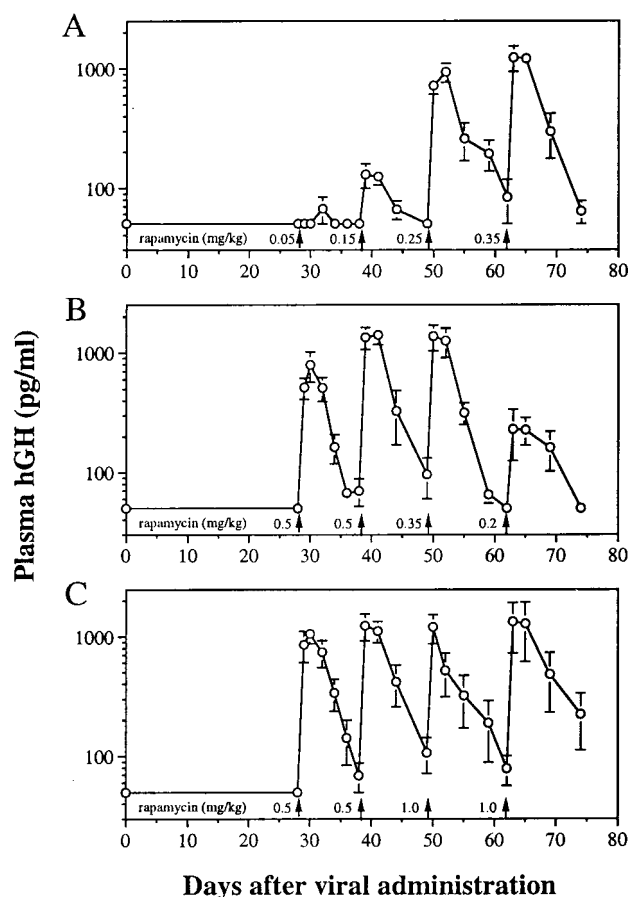 A
1000
100
rapamycin (mg/kg) 0.05 0.15 0.25 0.35
0 10 20 30 40 50 60 70 80
B
1000
100
rapamycin (mg/kg) 0.5 0.5 0.35 0.2
0 10 20 30 40 50 60 70 80
Plasma hGH (pg/ml)
C
1000
100
rapamycin (mg/kg) 0.5 0.5 1.0 1.0
0 10 20 30 40 50 60 70 80
Days after viral administration